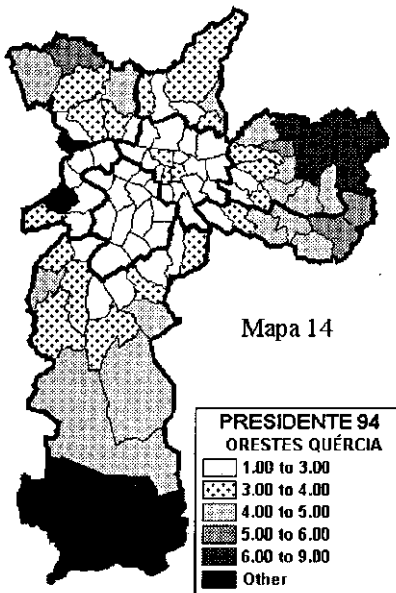 Mapa 14
PRESIDENTE 94
ORESTES QUÉRCIA
1.00 to 3.00
3.00 to 4.00
4.00 to 5.00
5.00 to 6.00
6.00 to 9.00
Other